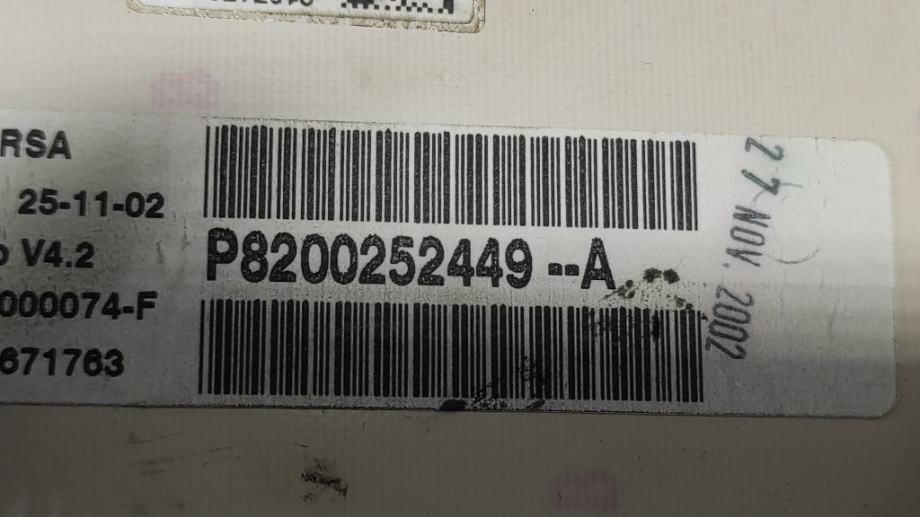 RSA
25-11-02
V4.2
P8200252449--A
000074-F
671763
27 NOV. 2002